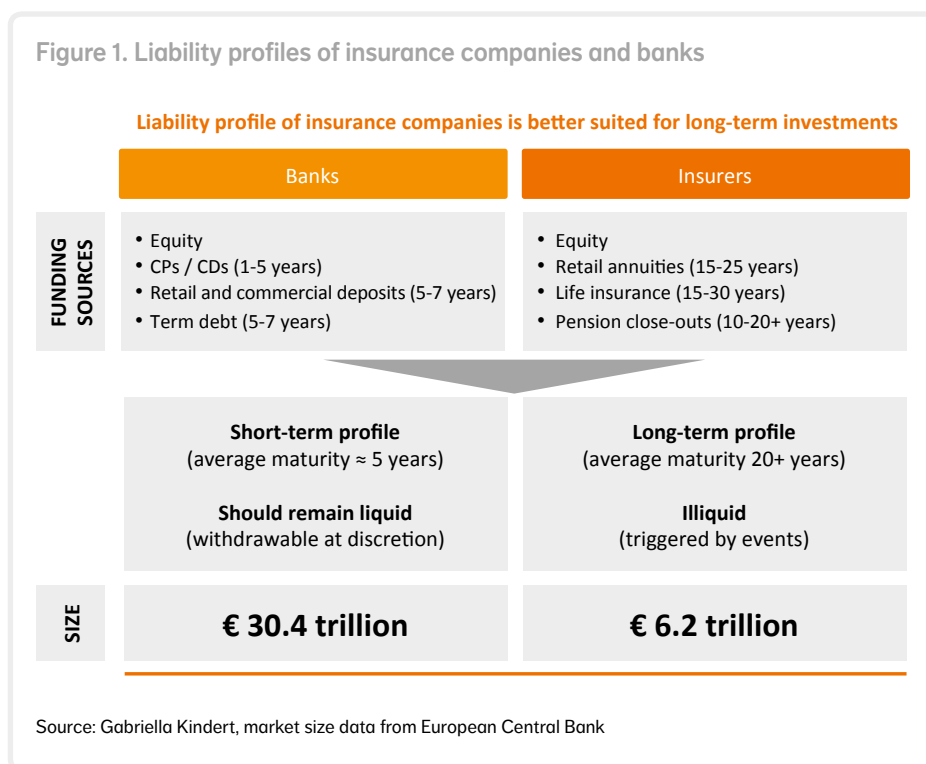 Figure 1. Liability profiles of insurance companies and banks
Liability profile of insurance companies is better suited for long-term investments
Banks
Insurers
FUNDING
SOURCES
• Equity
• CPs / CDs (1-5 years)
• Retail and commercial deposits (5-7 years)
• Term debt (5-7 years)
• Equity
• Retail annuities (15-25 years)
• Life insurance (15-30 years)
• Pension close-outs (10-20+ years)
Short-term profile
(average maturity ≈ 5 years)
Should remain liquid
(withdrawable at discretion)
Long-term profile
(average maturity 20+ years)
Illiquid
(triggered by events)
SIZE
€ 30.4 trillion
€ 6.2 trillion
Source: Gabriella Kindert, market size data from European Central Bank